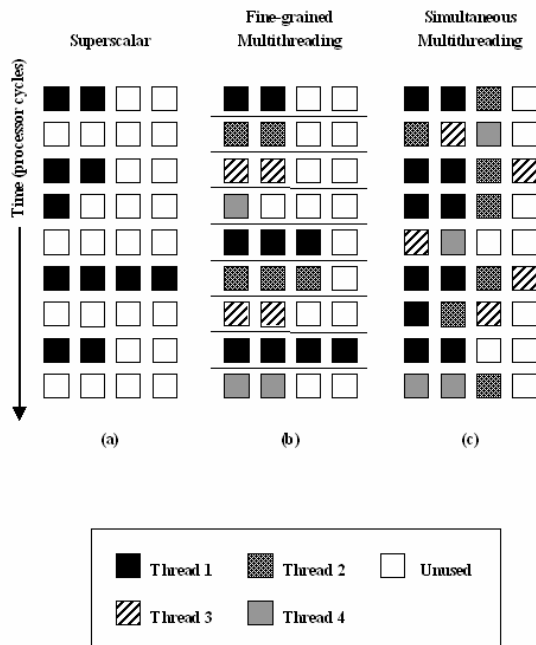 Superscalar
Fine-grained
Multithreading
Simultaneous
Multithreading
Time (processor cycles)
(a)
(b)
(c)
Thread 1
Thread 2
Unused
Thread 3
Thread 4